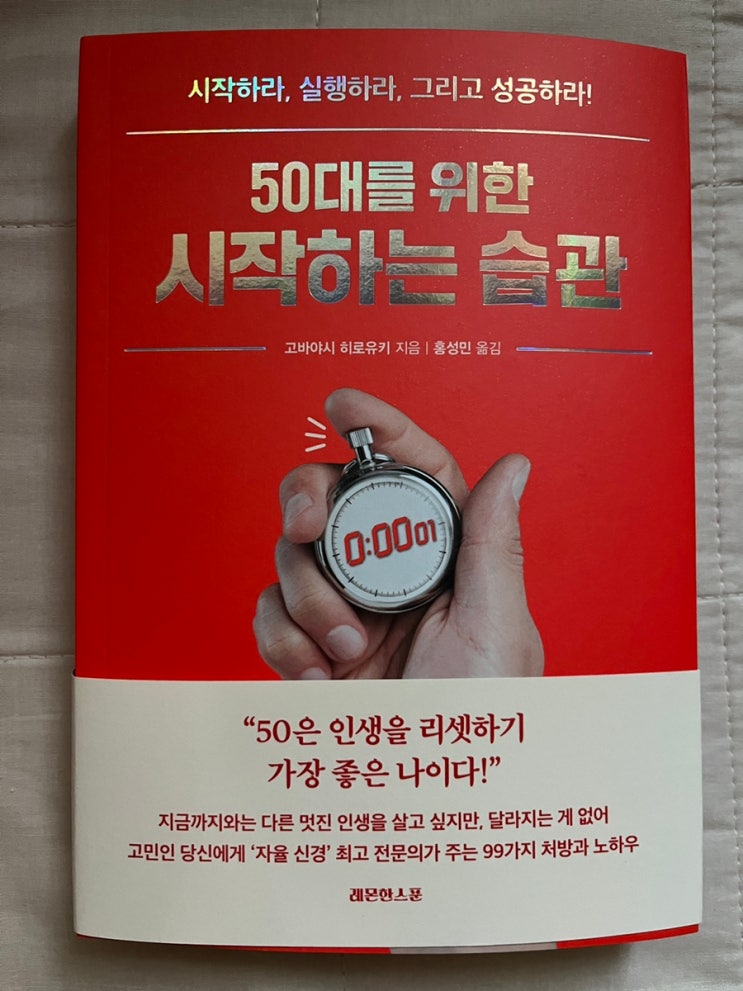 시작하라, 실행하라, 그리고 성공하라!
50대를 위한
시작하는 습관
고바야시 히로유키 지음 | 홍성민 옮김
0:00 01
“50은 인생을 리셋하기
가장 좋은 나이다!”
지금까지와는 다른 멋진 인생을 살고 싶지만, 달라지는 게 없어
고민인 당신에게 ‘자율 신경’ 최고 전문의가 주는 99가지 처방과 노하우
레몬한스푼